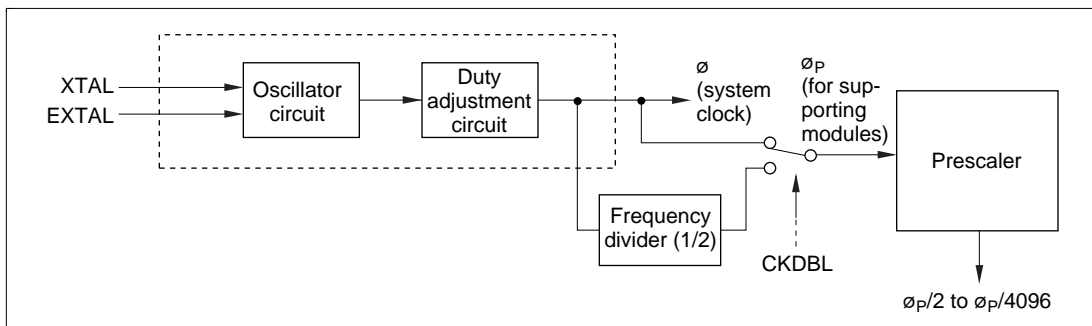 XTAL
EXTAL
Oscillator
circuit
Duty
adjustment
circuit
ø
(system
clock)
øP
(for sup-
porting
modules)
Prescaler
Frequency
divider (1/2)
CKDBL
øP/2 to øP/4096